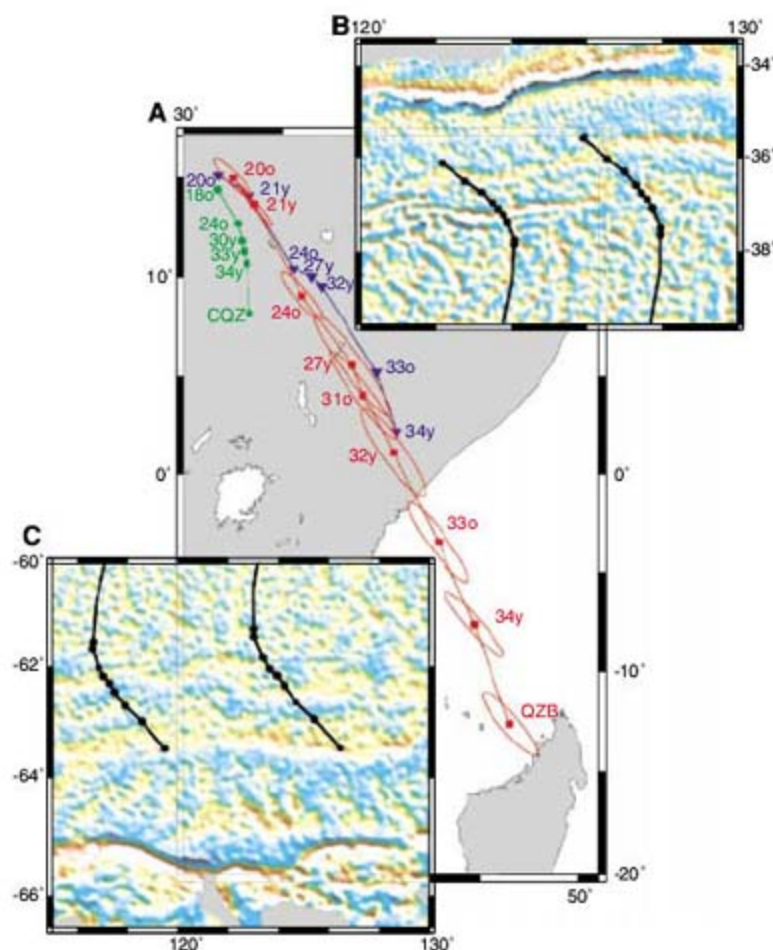 B 120° 130°
-34°
-36°
-38°
A 30°
20o 20o
18o 21y
21y
24o 24o
30y 27y
33y 32y
34y
10°
24o
CQZ
27y 33o
31o
34y
32y
0° 0°
33o
34y
-10°
QZB
-20°
50°
C
-60°
-62°
-64°
-66°
120° 130°